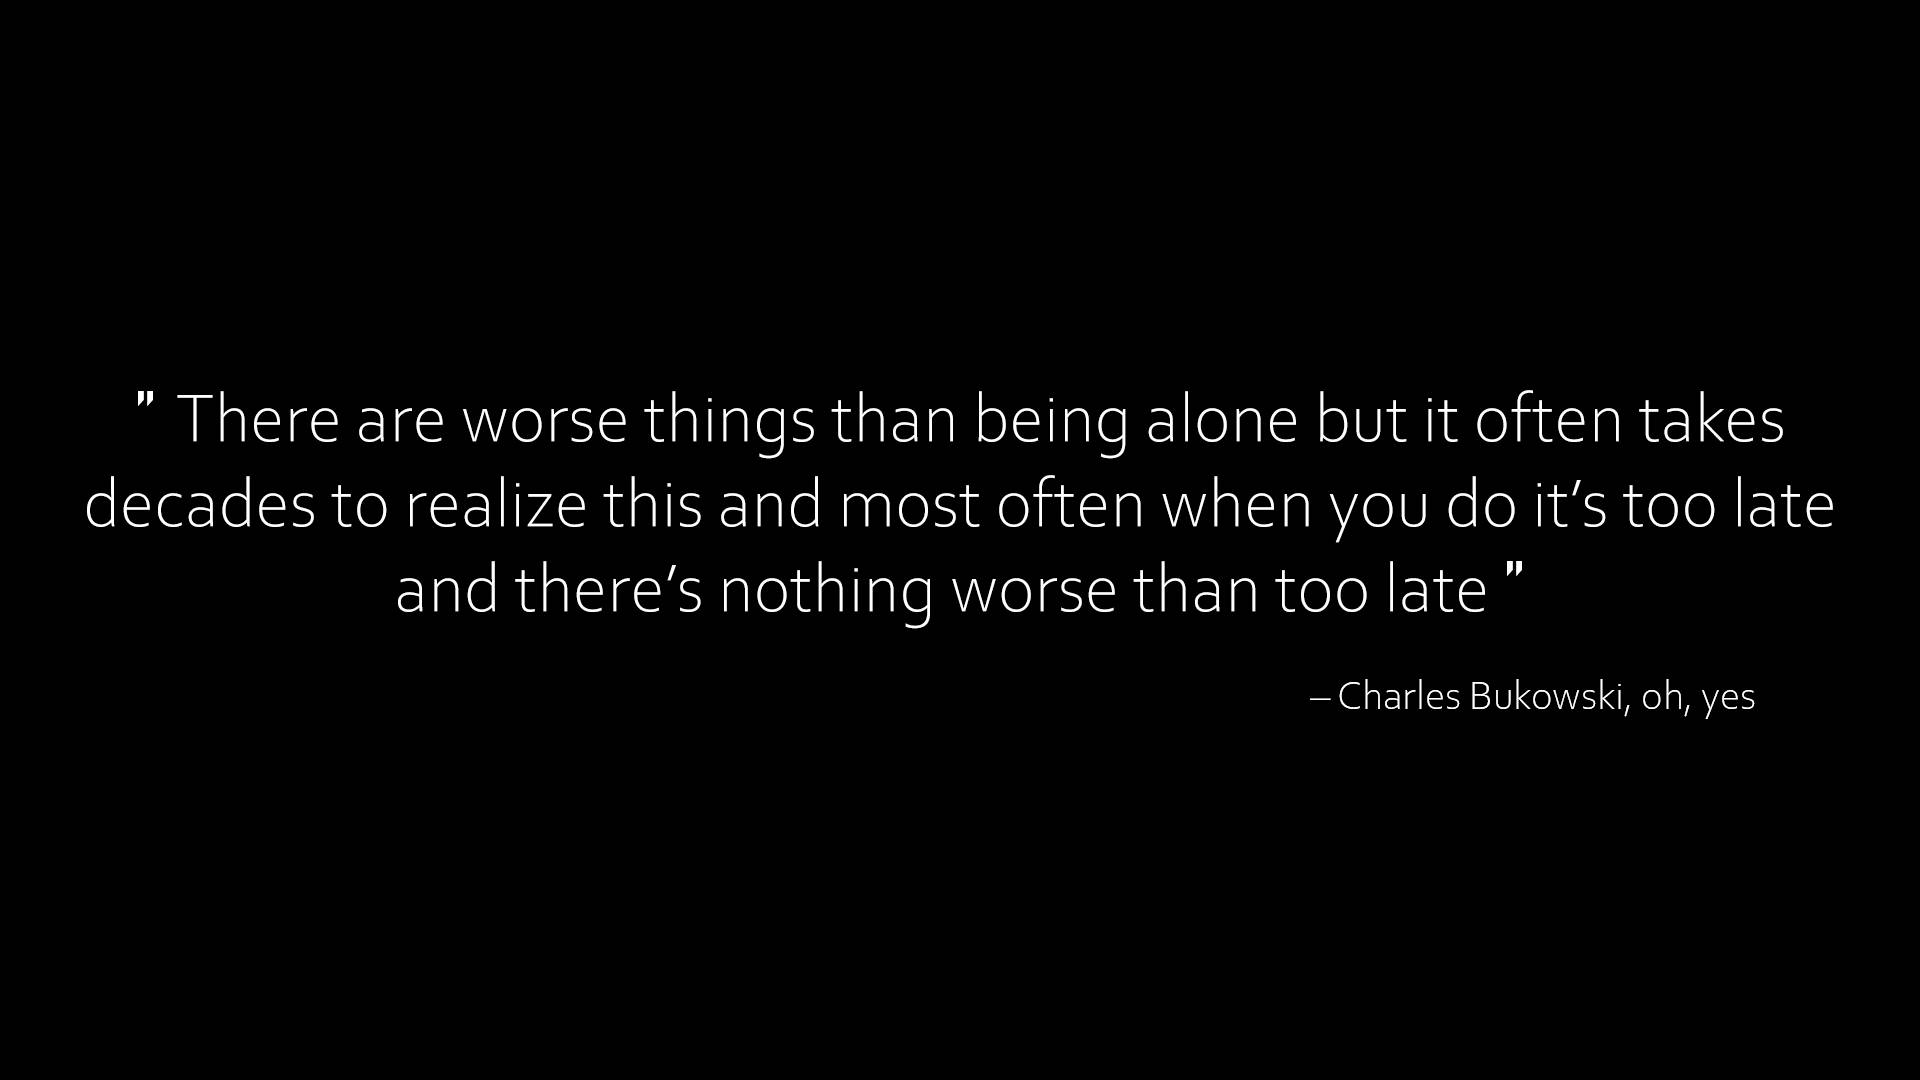 " There are worse things than being alone but it often takes
decades to realize this and most often when you do it’s too late
and there’s nothing worse than too late "
– Charles Bukowski, oh, yes